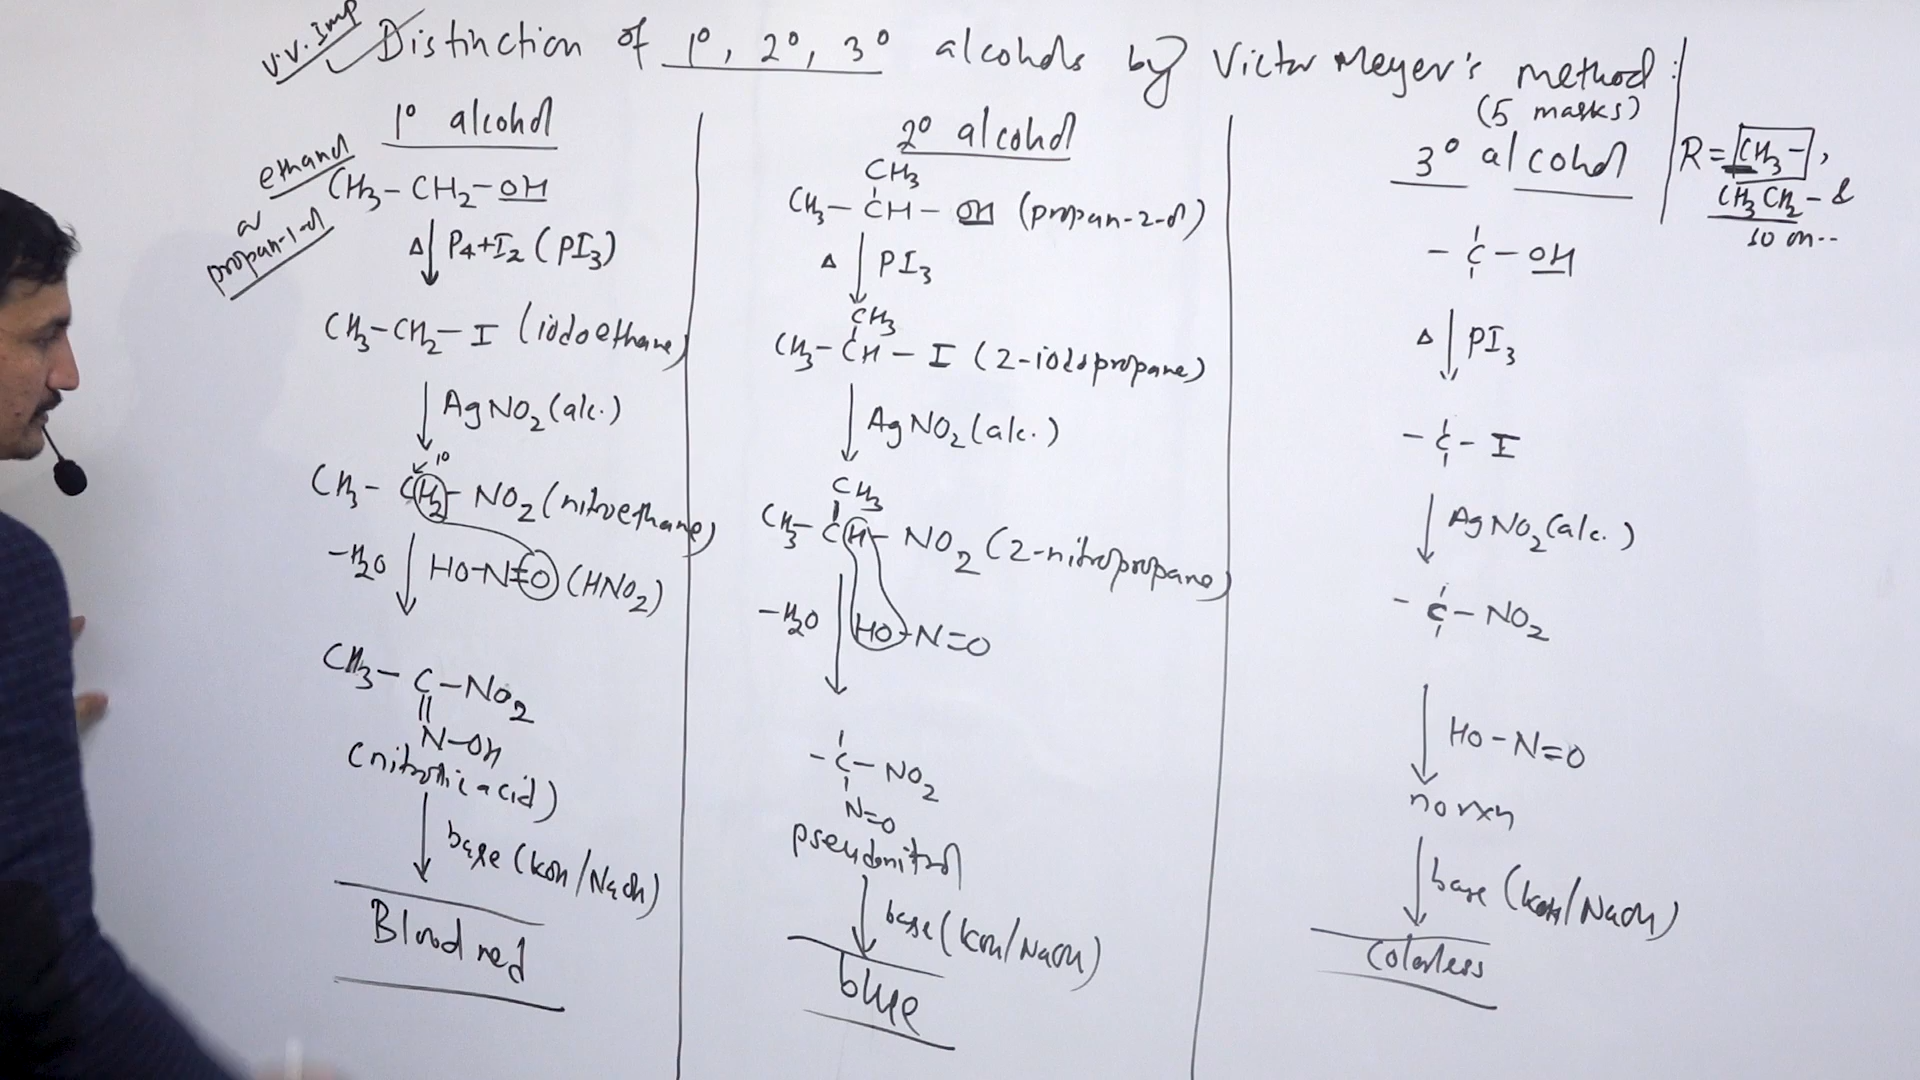 v.v. Imp
Distinction of 1°, 2°, 3° alcohols by Victor Meyer's method:
(5 marks)
1° alcohol
ethanol
CH3-CH2-OH
propan-1-ol
Δ P4+I2 (PI3)
CH3-CH2-I (iodoethane)
AgNO2 (alc.)
1°
CH3-CH2-NO2 (nitroethane)
-H2O HO-N=O (HNO2)
CH3-C-NO2
||
N-OH
(nitrolic acid)
base (KOH/NaOH)
Blood red
2° alcohol
CH3
CH3-CH-OH (propan-2-ol)
Δ PI3
CH3
CH3-CH-I (2-iodopropane)
AgNO2 (alc.)
CH3
CH3-CH-NO2 (2-nitropropane)
-H2O HO-N=O
-C-NO2
N=O
pseudonitrol
base (KOH/NaOH)
blue
3° alcohol
-C-OH
Δ PI3
-C-I
AgNO2 (alc.)
-C-NO2
HO-N=O
no rxn
base (KOH/NaOH)
Colorless
R = CH3-,
CH3CH2- &
so on..